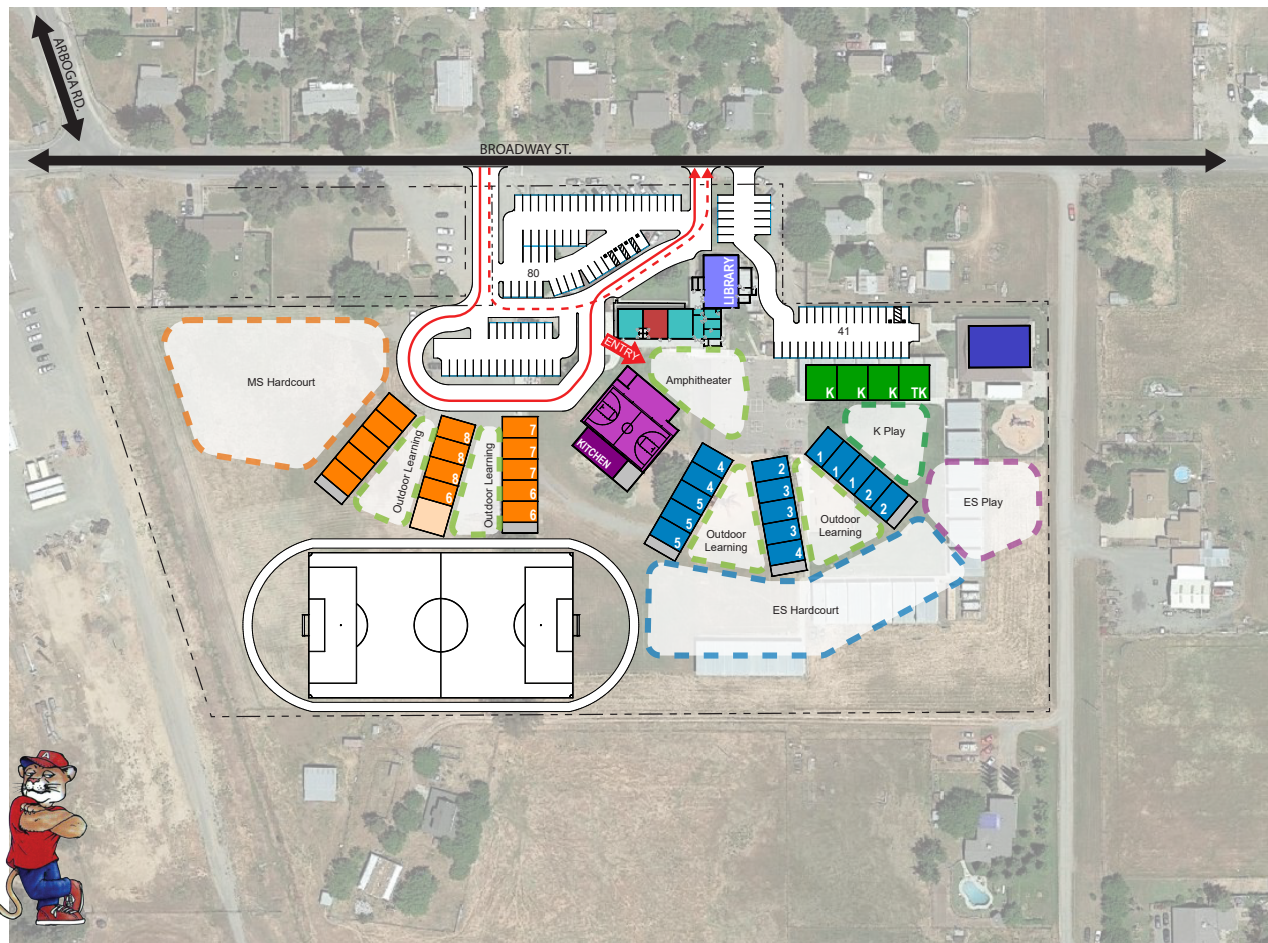 ARBOGA RD.
BROADWAY ST.
80
LIBRARY
41
ENTRY
MS Hardcourt
Amphitheater
K
K
K
TK
K Play
KITCHEN
Outdoor Learning
8
8
8
6
Outdoor Learning
7
7
7
6
6
4
4
5
5
5
Outdoor
Learning
2
3
3
3
4
Outdoor
Learning
1
1
1
2
2
ES Play
ES Hardcourt
A